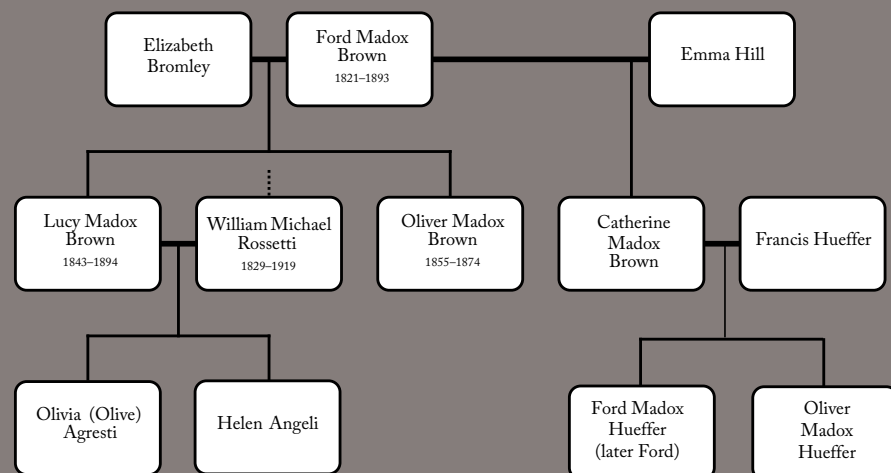 Elizabeth
Bromley
Ford Madox
Brown
1821–1893
Emma Hill
Lucy Madox
Brown
1843–1894
William Michael
Rossetti
1829–1919
Oliver Madox
Brown
1855–1874
Catherine
Madox
Brown
Francis Hueffer
Olivia (Olive)
Agresti
Helen Angeli
Ford Madox
Hueffer
(later Ford)
Oliver
Madox
Hueffer